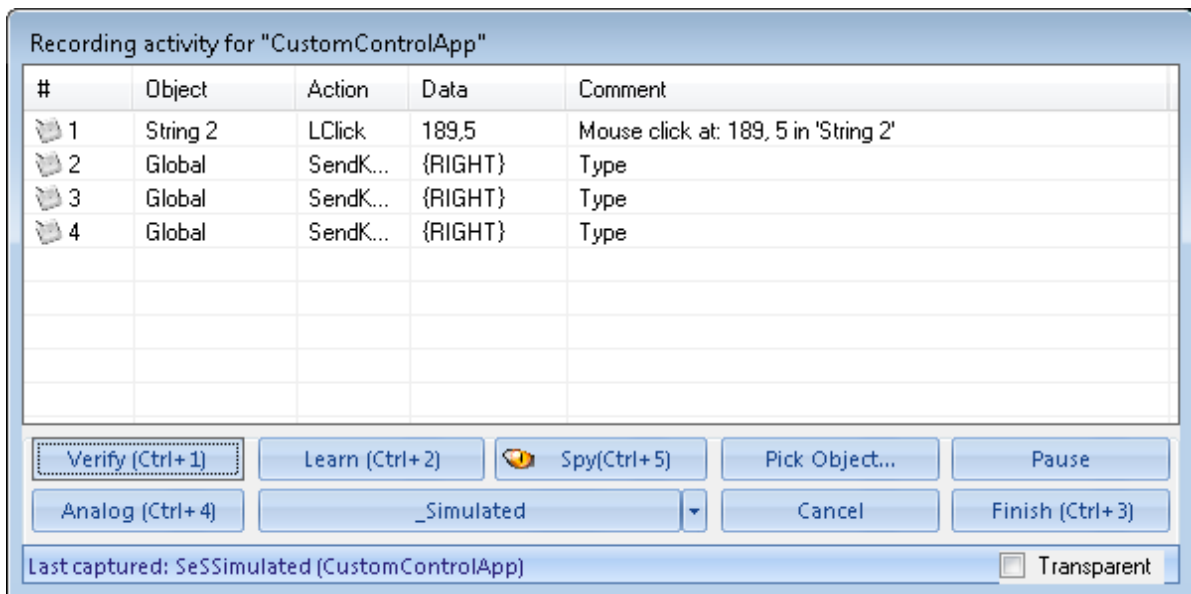 Recording activity for "CustomControlApp"
# Object Action Data Comment
1 String 2 LClick 189,5 Mouse click at: 189, 5 in 'String 2'
2 Global SendK... {RIGHT} Type
3 Global SendK... {RIGHT} Type
4 Global SendK... {RIGHT} Type
Verify (Ctrl+1) Learn (Ctrl+2) Spy(Ctrl+5) Pick Object... Pause
Analog (Ctrl+4) _Simulated Cancel Finish (Ctrl+3)
Last captured: SeSSimulated (CustomControlApp) Transparent